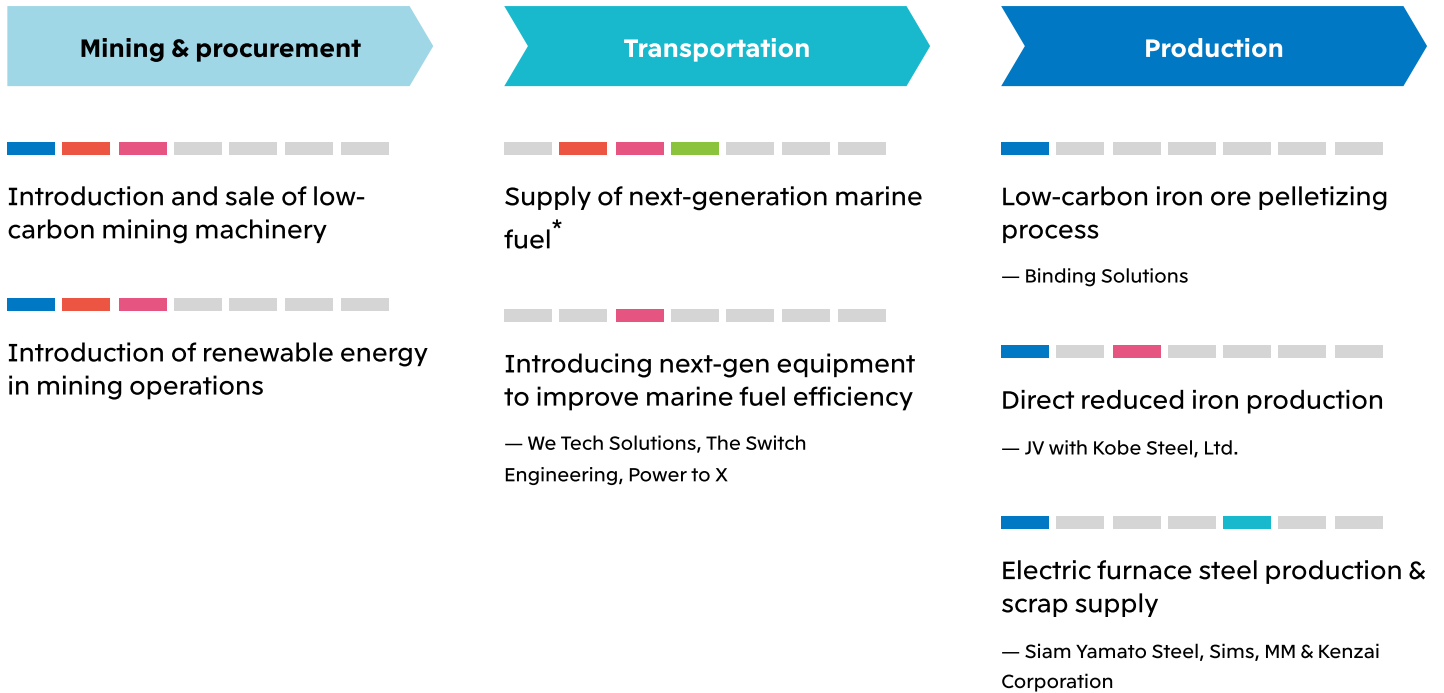 Mining & procurement
Introduction and sale of low-
carbon mining machinery
Introduction of renewable energy
in mining operations
Transportation
Supply of next-generation marine
fuel*
Introducing next-gen equipment
to improve marine fuel efficiency
— We Tech Solutions, The Switch
Engineering, Power to X
Production
Low-carbon iron ore pelletizing
process
— Binding Solutions
Direct reduced iron production
— JV with Kobe Steel, Ltd.
Electric furnace steel production &
scrap supply
— Siam Yamato Steel, Sims, MM & Kenzai
Corporation